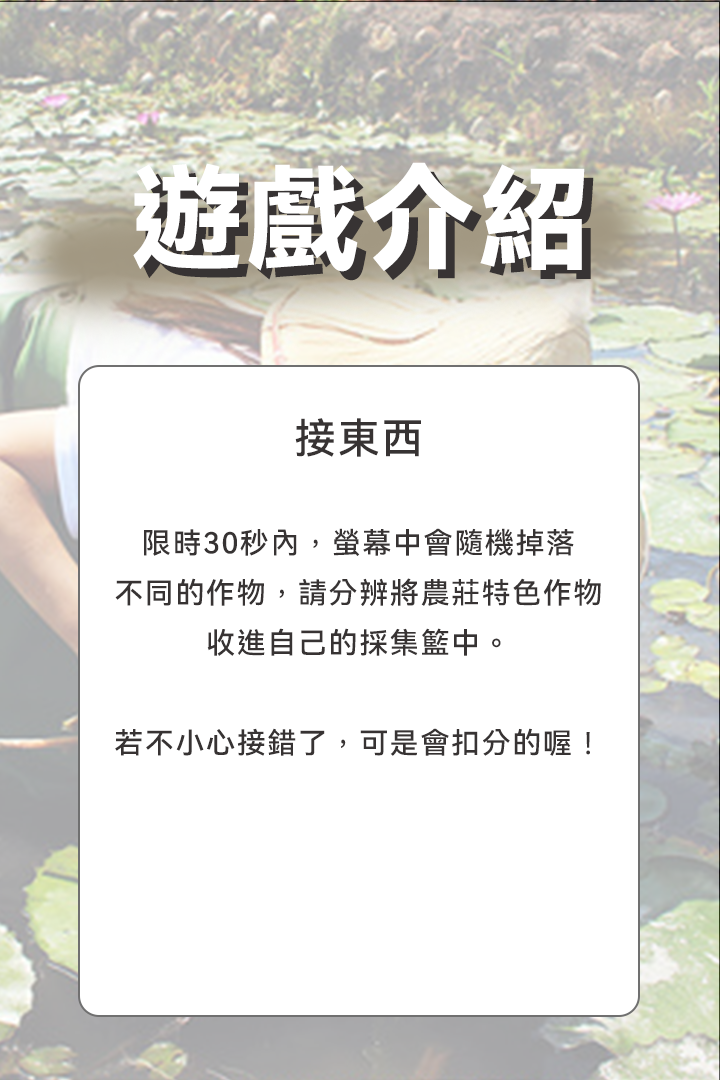 遊戲介紹
接東西
限時30秒內，螢幕中會隨機掉落
不同的作物，請分辨將農莊特色作物
收進自己的採集籃中。
若不小心接錯了，可是會扣分的喔！